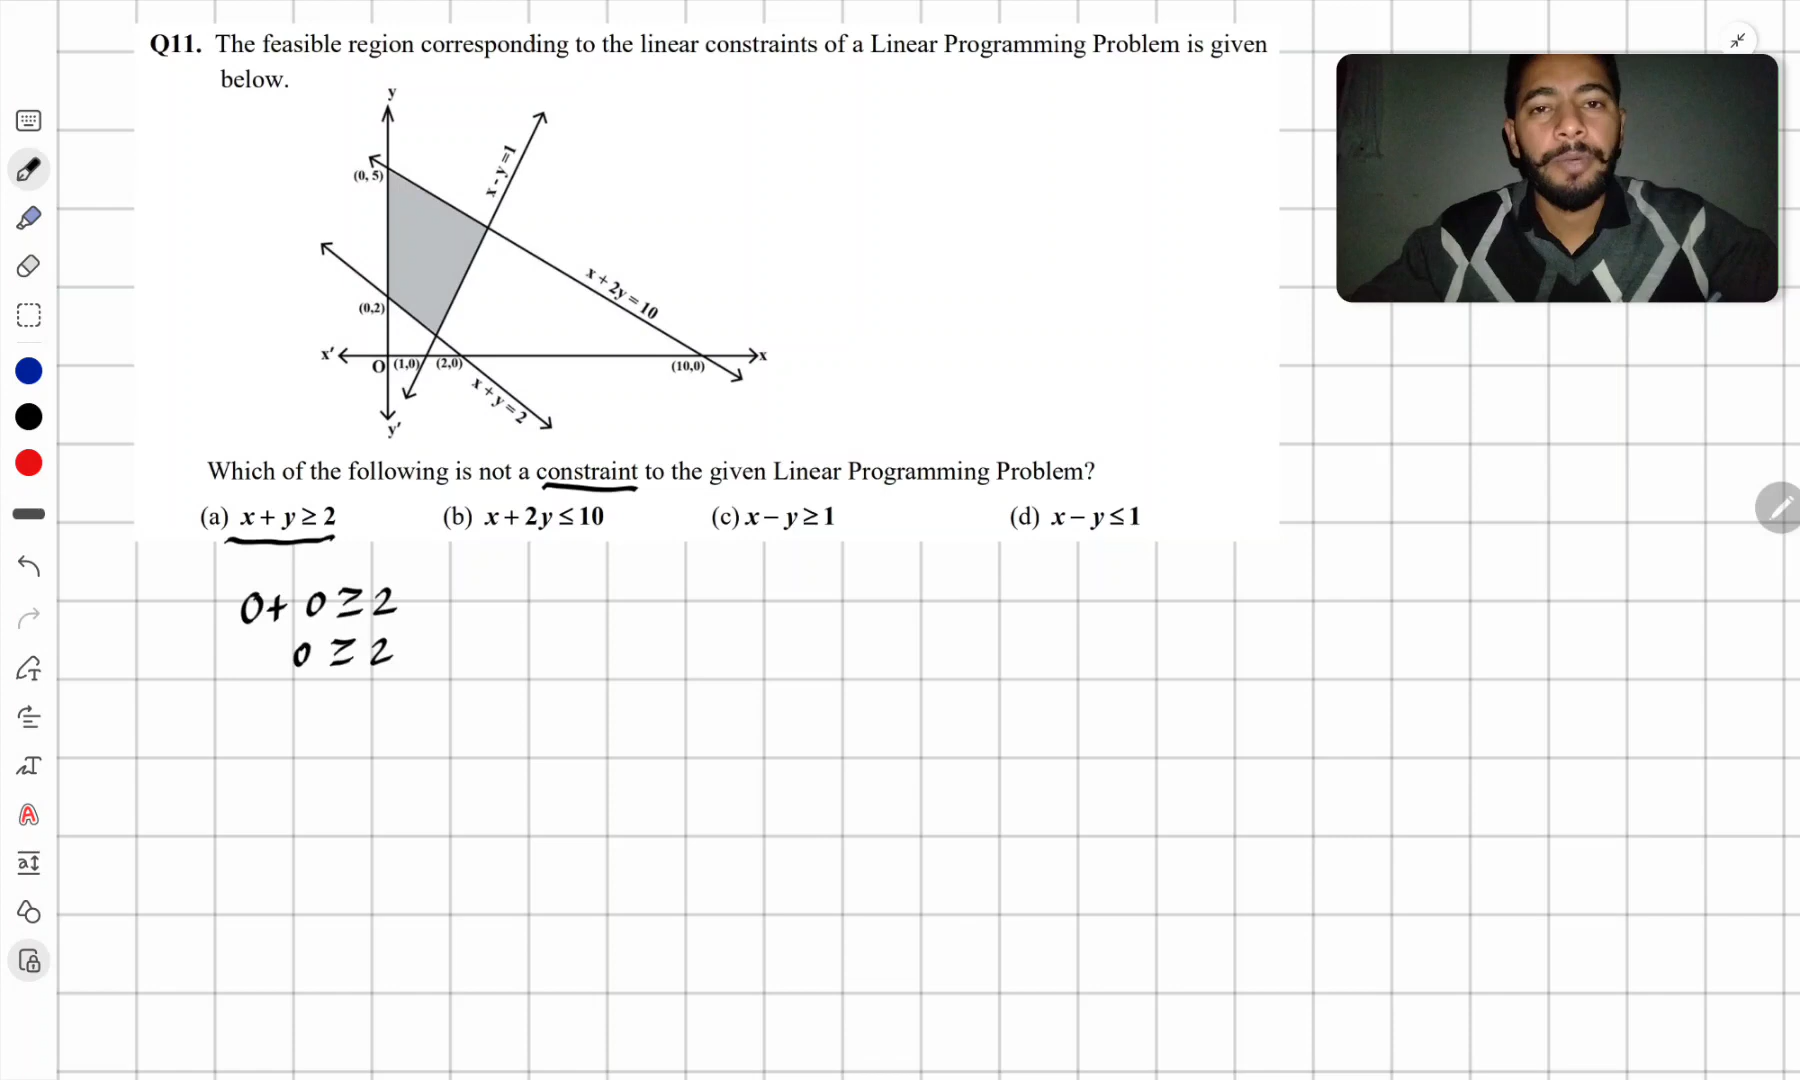 Q11. The feasible region corresponding to the linear constraints of a Linear Programming Problem is given
below.
y
(0, 5)
x - y =1
x + 2y = 10
(0,2)
x' O (1,0) (2,0) (10,0) x
x + y = 2
y'
Which of the following is not a constraint to the given Linear Programming Problem?
(a) x + y ≥ 2 (b) x + 2y ≤ 10 (c) x – y ≥ 1 (d) x – y ≤ 1
0+ 0 ≥ 2
0 ≥ 2